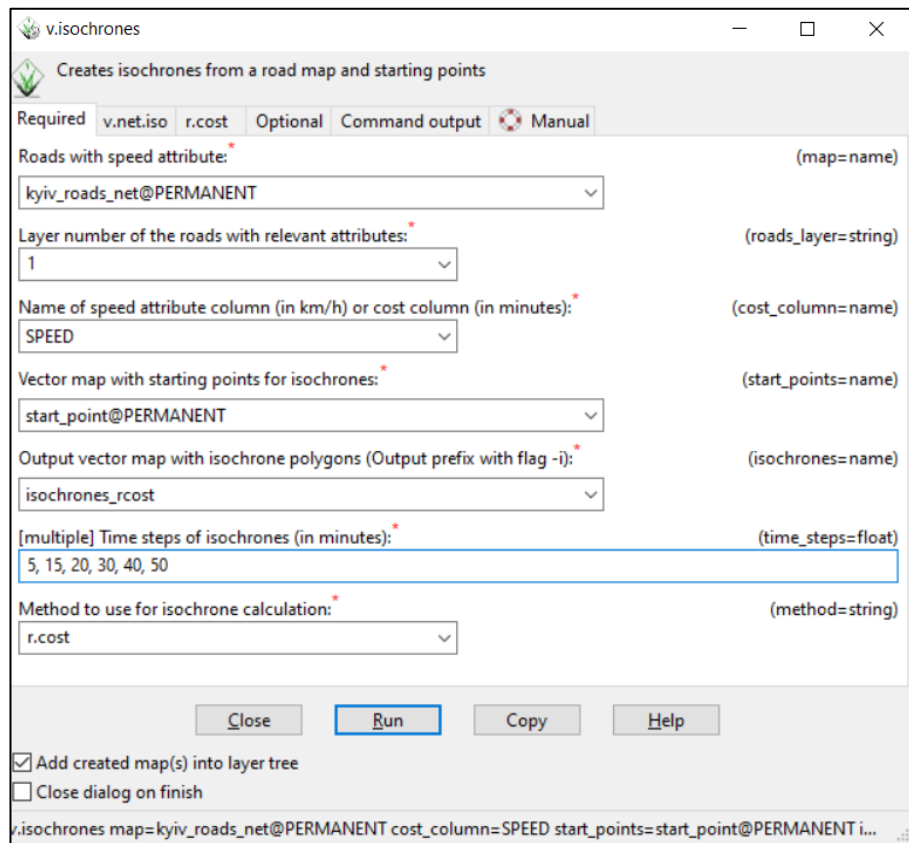 v.isochrones
Creates isochrones from a road map and starting points
Required v.net.iso r.cost Optional Command output Manual
Roads with speed attribute:* (map=name)
kyiv_roads_net@PERMANENT
Layer number of the roads with relevant attributes:* (roads_layer=string)
1
Name of speed attribute column (in km/h) or cost column (in minutes):* (cost_column=name)
SPEED
Vector map with starting points for isochrones:* (start_points=name)
start_point@PERMANENT
Output vector map with isochrone polygons (Output prefix with flag -i):* (isochrones=name)
isochrones_rcost
[multiple] Time steps of isochrones (in minutes):* (time_steps=float)
5, 15, 20, 30, 40, 50
Method to use for isochrone calculation:* (method=string)
r.cost
Close Run Copy Help
Add created map(s) into layer tree
Close dialog on finish
v.isochrones map=kyiv_roads_net@PERMANENT cost_column=SPEED start_points=start_point@PERMANENT i...